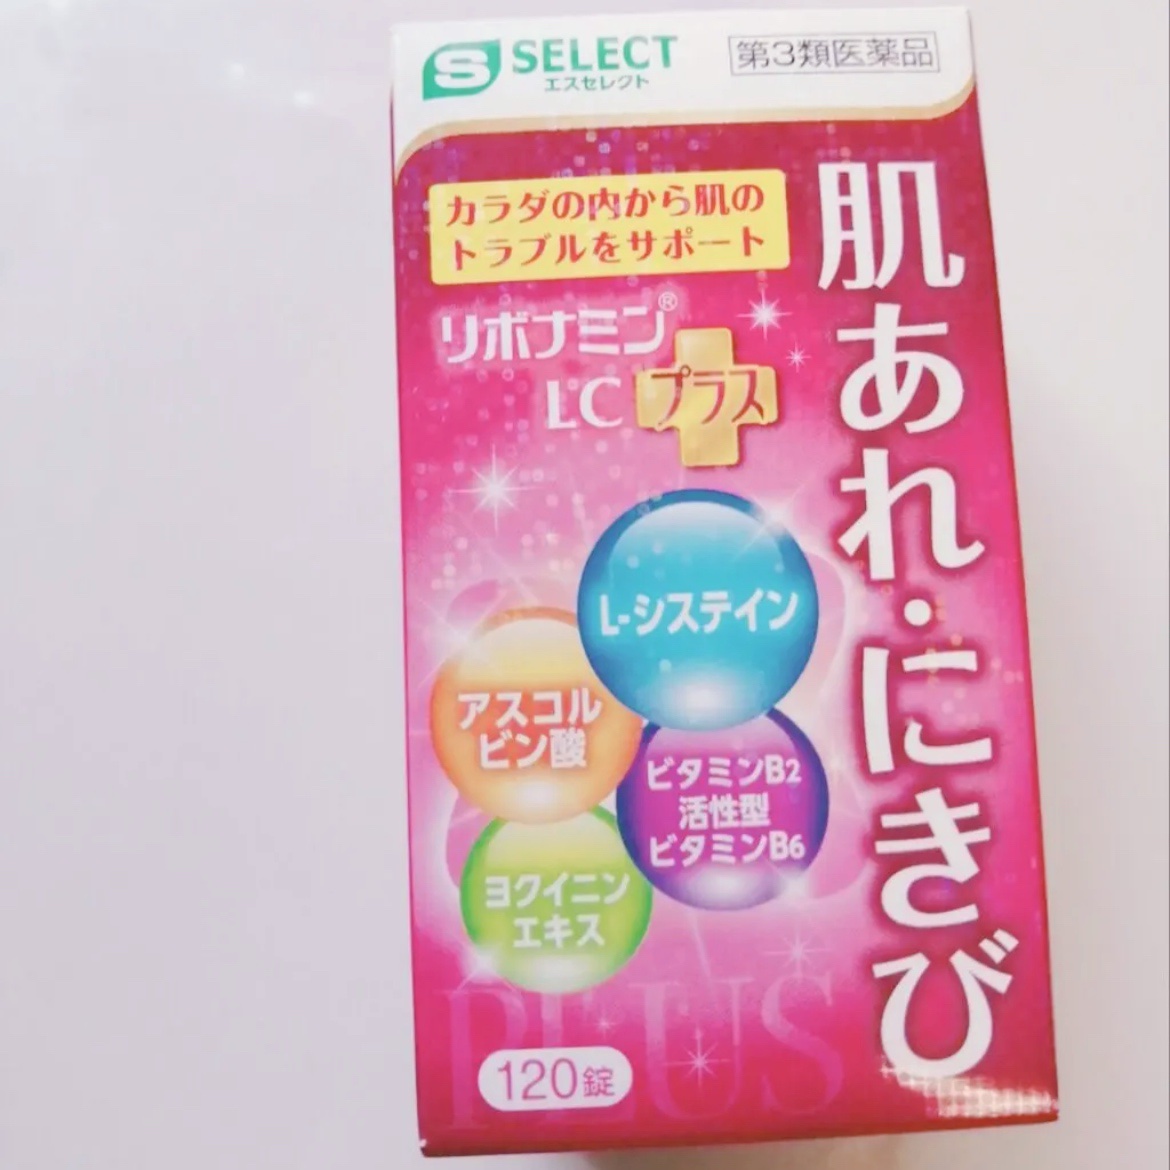 S SELECT
エスセレクト
第3類医薬品
カラダの内から肌の
トラブルをサポート
肌あれ・にきび
リボナミン®
LC プラス
L-システイン
アスコル
ビン酸
ビタミンB2
活性型
ビタミンB6
ヨクイニン
エキス
PLUS
120錠